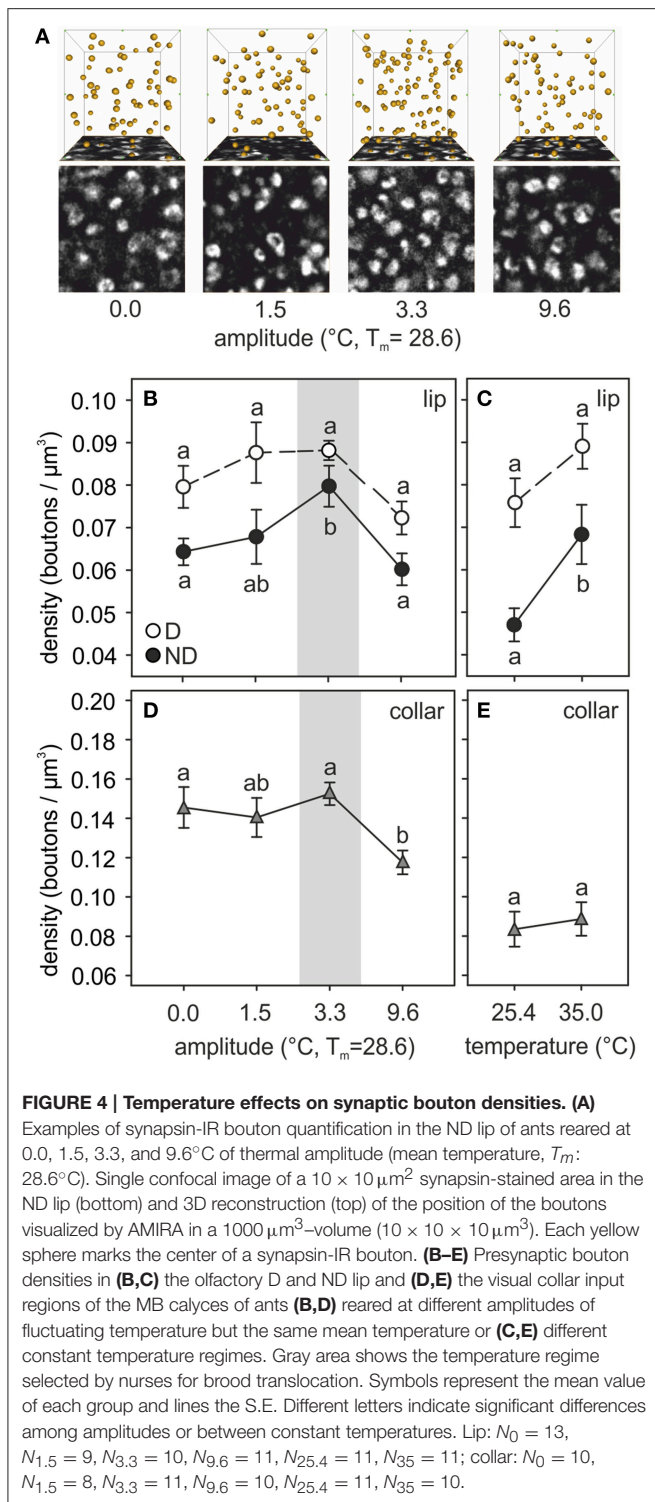 A
0.0 1.5 3.3 9.6
amplitude (°C, Tm= 28.6)
B lip
C lip
density (boutons / µm³)
0.10
0.09
0.08
0.07
0.06
0.05
0.04
a a a a
a ab b a
a a
a b
D
ND
D collar
E collar
density (boutons / µm³)
0.20
0.18
0.16
0.14
0.12
0.10
0.08
0.06
a ab a b
a a
0.0 1.5 3.3 9.6
25.4 35.0
amplitude (°C, Tm=28.6)
temperature (°C)
FIGURE 4 | Temperature effects on synaptic bouton densities. (A)
Examples of synapsin-IR bouton quantification in the ND lip of ants reared at
0.0, 1.5, 3.3, and 9.6°C of thermal amplitude (mean temperature, Tm:
28.6°C). Single confocal image of a 10 × 10 µm² synapsin-stained area in the
ND lip (bottom) and 3D reconstruction (top) of the position of the boutons
visualized by AMIRA in a 1000 µm³–volume (10 × 10 × 10 µm³). Each yellow
sphere marks the center of a synapsin-IR bouton. (B–E) Presynaptic bouton
densities in (B,C) the olfactory D and ND lip and (D,E) the visual collar input
regions of the MB calyces of ants (B,D) reared at different amplitudes of
fluctuating temperature but the same mean temperature or (C,E) different
constant temperature regimes. Gray area shows the temperature regime
selected by nurses for brood translocation. Symbols represent the mean value
of each group and lines the S.E. Different letters indicate significant differences
among amplitudes or between constant temperatures. Lip: N0 = 13,
N1.5 = 9, N3.3 = 10, N9.6 = 11, N25.4 = 11, N35 = 11; collar: N0 = 10,
N1.5 = 8, N3.3 = 11, N9.6 = 10, N25.4 = 11, N35 = 10.